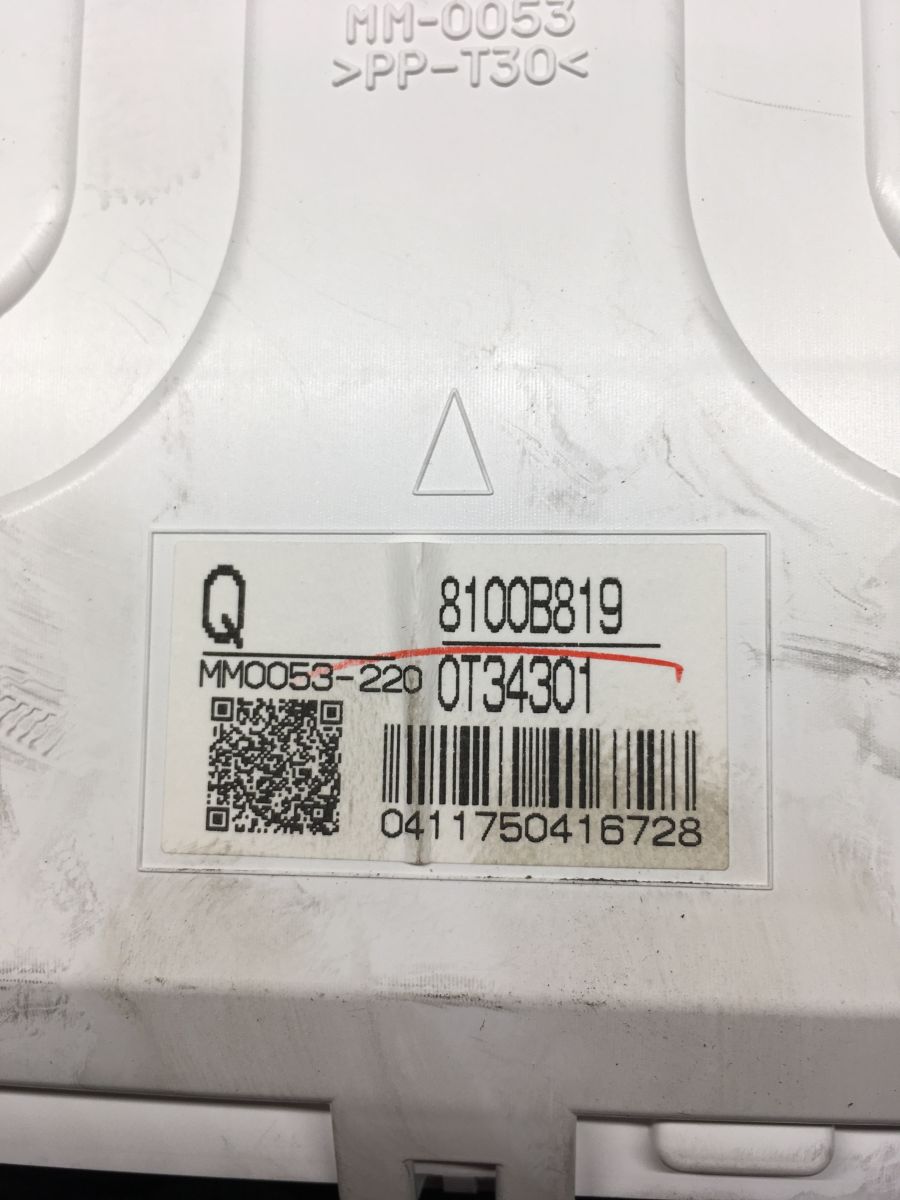 MM-0053
>PP-T30<
Q
8100B819
MM0053-220
0T34301
0411750416728